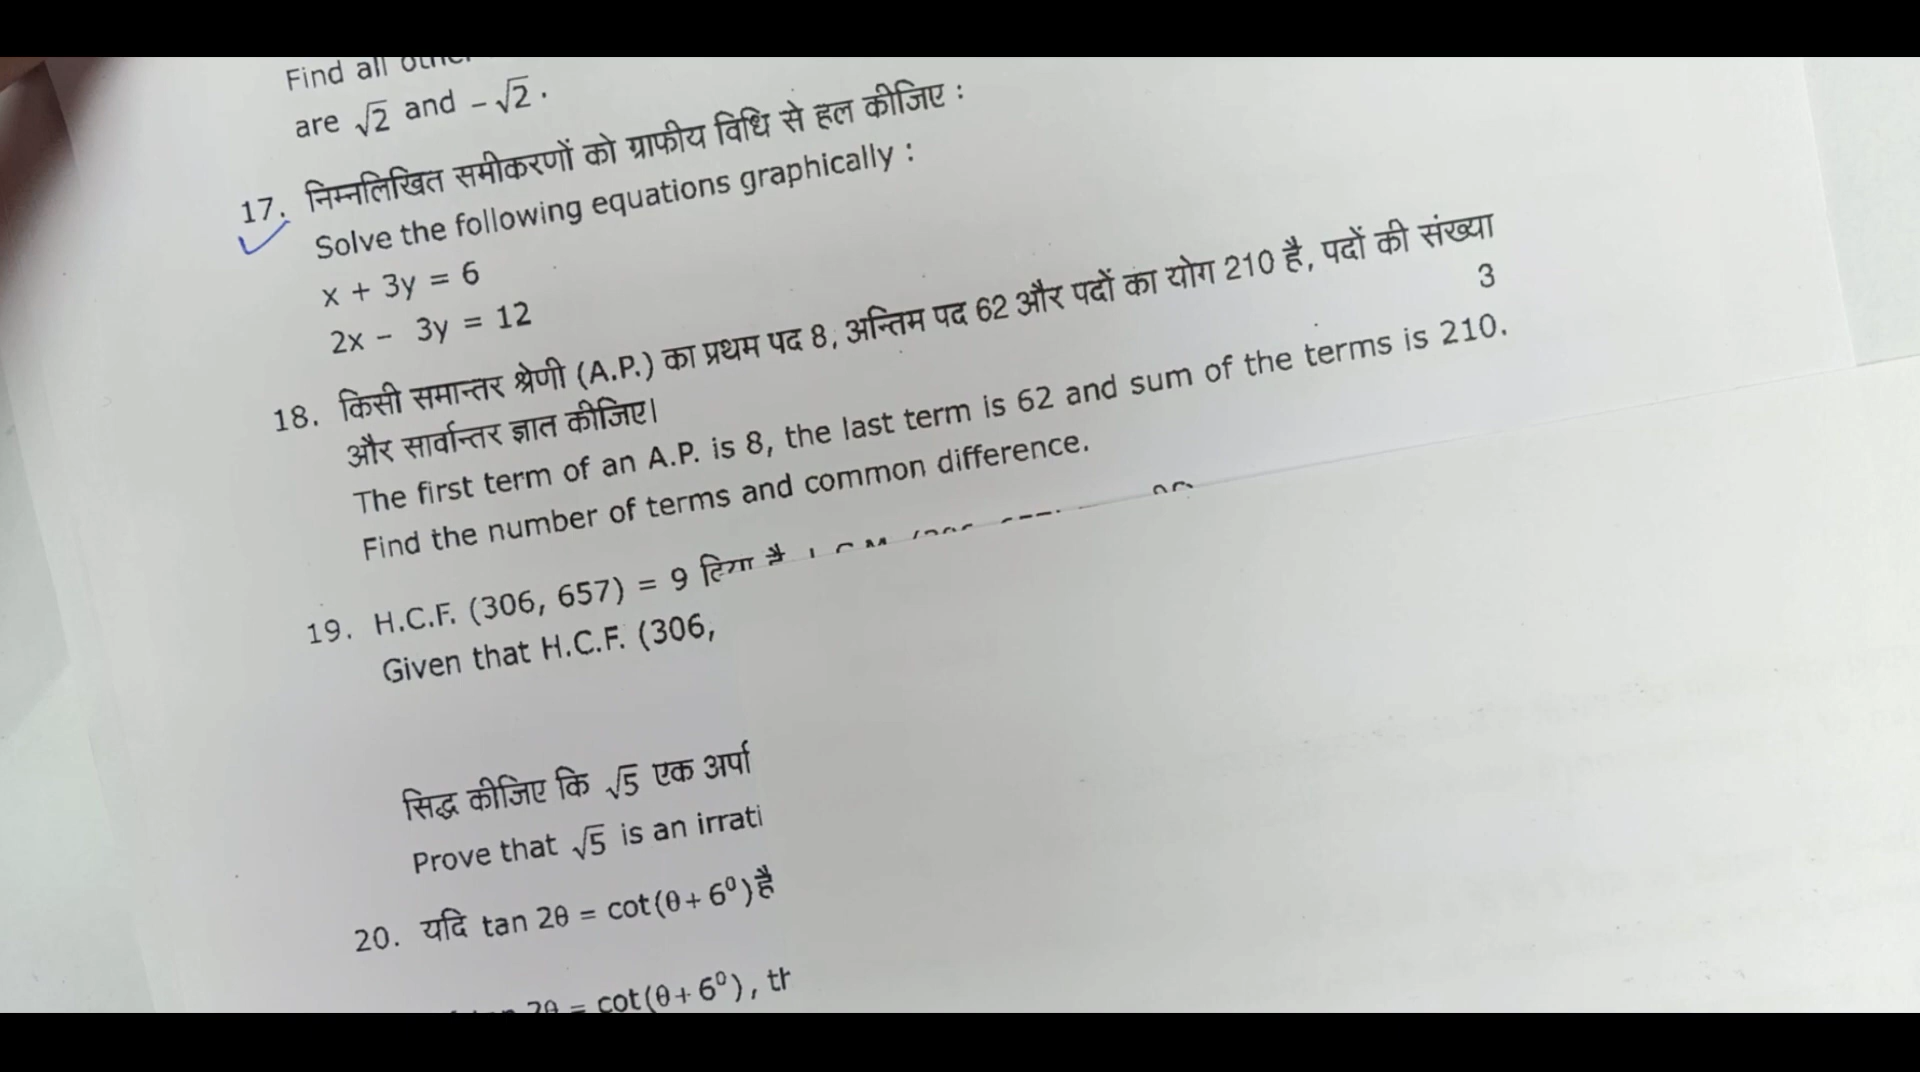 Find all
are √2 and -√2.
17. निम्नलिखित समीकरणों को ग्राफीय विधि से हल कीजिए :
Solve the following equations graphically :
x + 3y = 6
2x - 3y = 12
3
18. किसी समान्तर श्रेणी (A.P.) का प्रथम पद 8, अन्तिम पद 62 और पदों का योग 210 है, पदों की संख्या
और सार्वान्तर ज्ञात कीजिए।
The first term of an A.P. is 8, the last term is 62 and sum of the terms is 210.
Find the number of terms and common difference.
19. H.C.F. (306, 657) = 9 दिया है
Given that H.C.F. (306,
सिद्ध कीजिए कि √5 एक
Prove that √5 is an irrati
20. यदि tan 2θ = cot(θ+6⁰) है
2θ = cot(θ+6⁰),